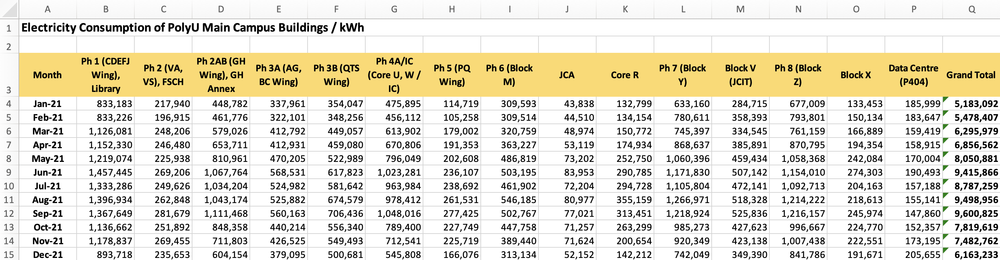 A B C D E F G H I J K L M N O P Q
1 Electricity Consumption of PolyU Main Campus Buildings / kWh
2
3 Month Ph 1 (CDEFJ Wing), Library Ph 2 (VA, VS), FSCH Ph 2AB (GH Wing), GH Annex Ph 3A (AG, BC Wing) Ph 3B (QTS Wing) Ph 4A/IC (Core U, W / IC) Ph 5 (PQ Wing) Ph 6 (Block M) JCA Core R Ph 7 (Block Y) Block V (JCIT) Ph 8 (Block Z) Block X Data Centre (P404) Grand Total
4 Jan-21 833,183 217,940 448,782 337,961 354,047 475,895 114,719 309,593 43,838 132,799 633,160 284,715 677,009 133,453 185,999 5,183,092
5 Feb-21 833,226 196,915 461,776 322,101 348,256 456,112 105,258 309,514 44,510 134,154 780,611 358,393 793,801 150,134 183,647 5,478,407
6 Mar-21 1,126,081 248,206 579,026 412,792 449,057 613,902 179,002 320,759 48,974 150,772 745,397 334,545 761,159 166,889 159,419 6,295,979
7 Apr-21 1,152,330 246,480 653,711 412,931 459,080 670,806 191,353 363,227 53,119 174,934 868,637 385,891 870,795 194,354 158,915 6,856,562
8 May-21 1,219,074 225,938 810,961 470,205 522,989 796,049 202,608 486,819 73,202 252,750 1,060,396 459,434 1,058,368 242,084 170,004 8,050,881
9 Jun-21 1,457,445 269,206 1,067,764 568,531 617,823 1,023,281 236,107 503,195 83,953 290,785 1,171,830 507,142 1,154,010 274,303 190,493 9,415,866
10 Jul-21 1,333,286 249,626 1,034,204 524,982 581,642 963,984 238,692 461,902 72,204 294,728 1,105,804 472,141 1,092,713 204,163 157,188 8,787,259
11 Aug-21 1,396,934 262,848 1,043,174 525,882 674,579 978,412 261,531 546,185 80,977 355,159 1,266,971 518,328 1,214,222 218,613 155,141 9,498,956
12 Sep-21 1,367,649 281,679 1,111,468 560,163 706,436 1,048,016 277,425 502,767 77,021 313,451 1,218,924 525,836 1,216,157 245,974 147,860 9,600,825
13 Oct-21 1,136,662 251,892 848,358 440,214 556,340 789,400 227,749 447,758 71,257 263,299 985,273 427,623 996,667 224,770 152,357 7,819,619
14 Nov-21 1,178,837 269,455 711,803 426,525 549,493 712,541 225,719 389,440 71,624 200,654 920,349 423,138 1,007,438 222,551 173,195 7,482,762
15 Dec-21 893,718 235,653 604,154 379,095 500,681 545,808 166,076 313,134 52,152 142,212 742,049 349,390 841,786 191,671 205,655 6,163,233